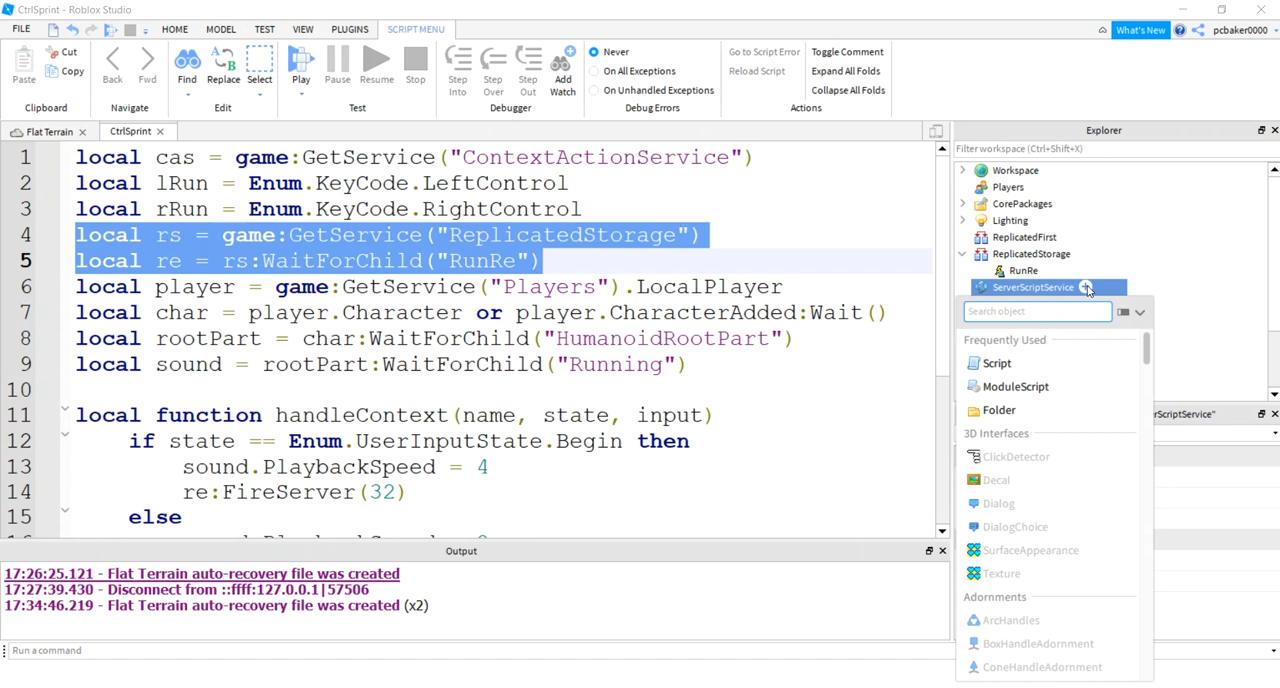 CtrlSprint - Roblox Studio
FILE HOME MODEL TEST VIEW PLUGINS SCRIPT MENU What's New pcbaker0000
Paste Cut Copy
Clipboard
Back Fwd
Navigate
Find Replace Select
Edit
Play Pause Resume Stop
Test
Step Into Step Over Step Out Add Watch
Debugger
Never
On All Exceptions
On Unhandled Exceptions
Debug Errors
Go to Script Error
Reload Script
Toggle Comment
Expand All Folds
Collapse All Folds
Actions
Flat Terrain CtrlSprint
1 local cas = game:GetService("ContextActionService")
2 local lRun = Enum.KeyCode.LeftControl
3 local rRun = Enum.KeyCode.RightControl
4 local rs = game:GetService("ReplicatedStorage")
5 local re = rs:WaitForChild("RunRe")
6 local player = game:GetService("Players").LocalPlayer
7 local char = player.Character or player.CharacterAdded:Wait()
8 local rootPart = char:WaitForChild("HumanoidRootPart")
9 local sound = rootPart:WaitForChild("Running")
10
11 local function handleContext(name, state, input)
12 if state == Enum.UserInputState.Begin then
13 sound.PlaybackSpeed = 4
14 re:FireServer(32)
15 else
Explorer
Filter workspace (Ctrl+Shift+X)
Workspace
Players
CorePackages
Lighting
ReplicatedFirst
ReplicatedStorage
RunRe
ServerScriptService
Search object
Frequently Used
Script
ModuleScript
Folder
3D Interfaces
ClickDetector
Decal
Dialog
DialogChoice
SurfaceAppearance
Texture
Adornments
ArcHandles
BoxHandleAdornment
ConeHandleAdornment
erScriptService"
Output
17:26:25.121 - Flat Terrain auto-recovery file was created
17:27:39.430 - Disconnect from ::ffff:127.0.0.1|57506
17:34:46.219 - Flat Terrain auto-recovery file was created (x2)
Run a command